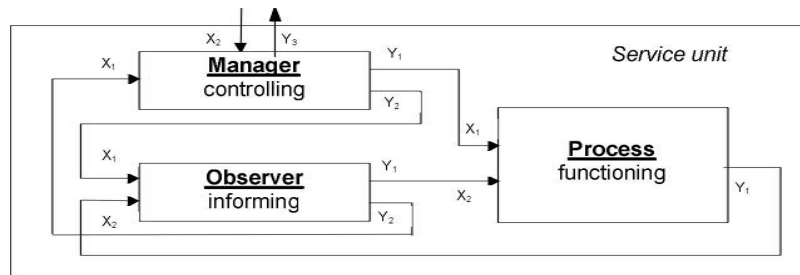 X₂ Y₃
Service unit
X₁ Manager Y₁
controlling
Y₂
X₁
Process
functioning
X₁ Observer Y₁
informing
X₂ Y₂ X₂ Y₁
X₂